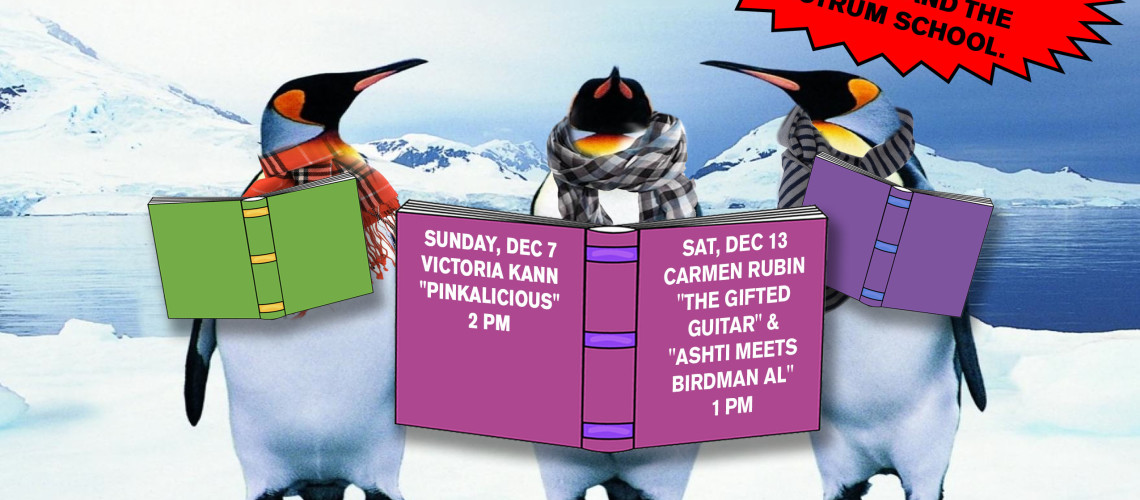 AND THE
SCHOOL.
SUNDAY, DEC 7
VICTORIA KANN
"PINKALICIOUS"
2 PM
SAT, DEC 13
CARMEN RUBIN
"THE GIFTED
GUITAR" &
"ASHTI MEETS
BIRDMAN AL"
1 PM